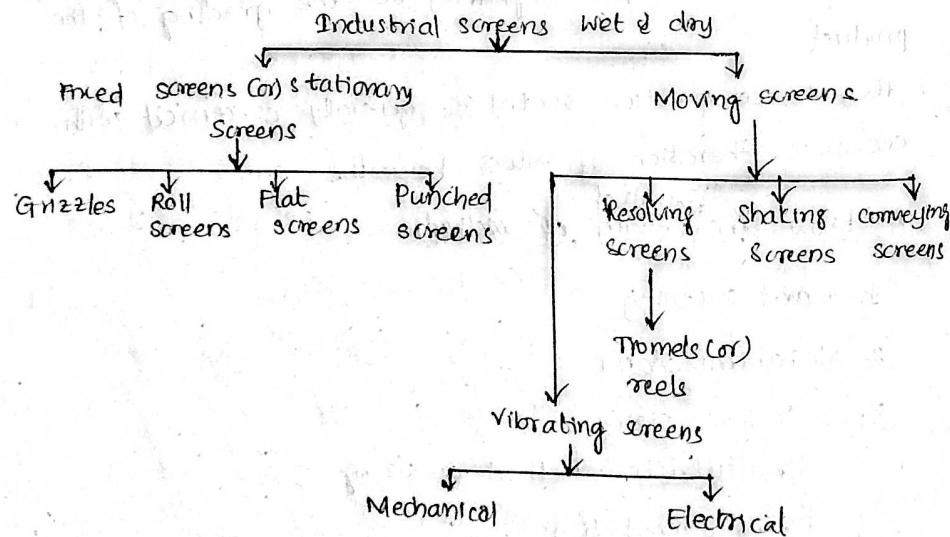 Industrial screens wet & dry
Fixed screens (or) stationary
Screens
Moving screens
Grizzles
Roll
screens
Flat
screens
Punched
screens
Resolving
screens
Shaking
screens
conveying
screens
Tromels (or)
reels
Vibrating screens
Mechanical
Electrical